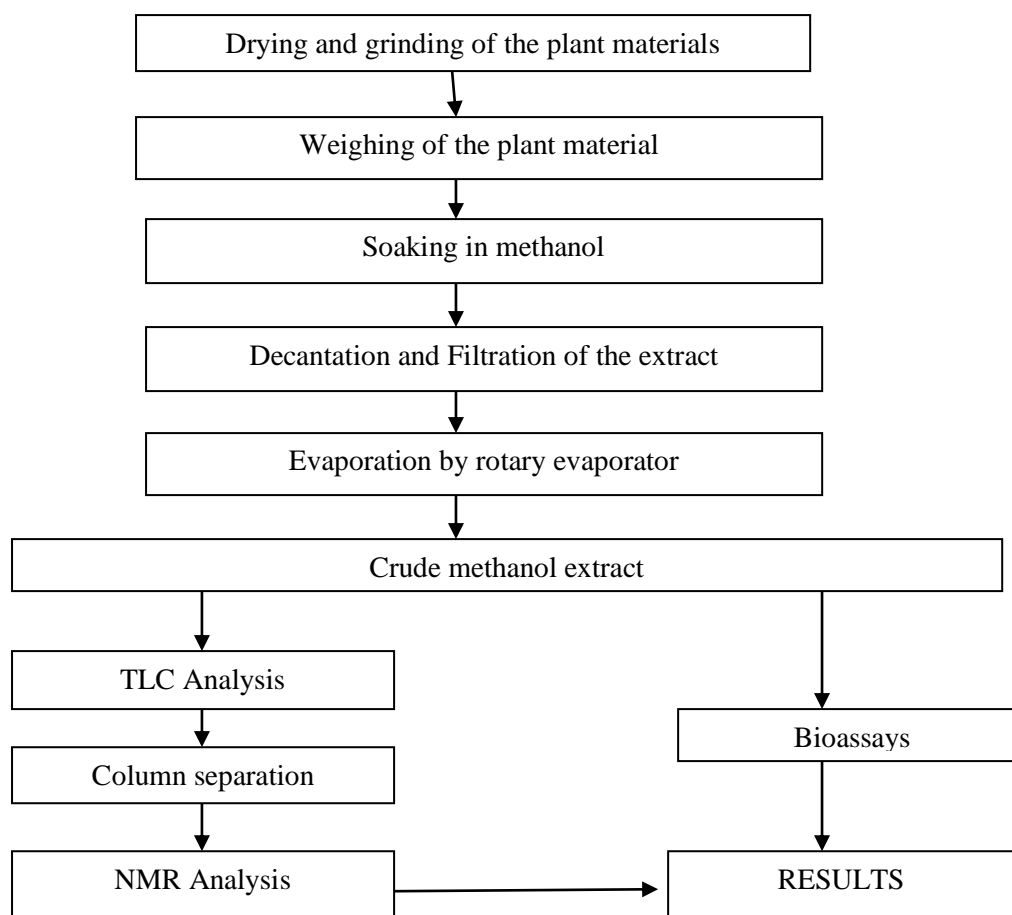 Drying and grinding of the plant materials
Weighing of the plant material
Soaking in methanol
Decantation and Filtration of the extract
Evaporation by rotary evaporator
Crude methanol extract
TLC Analysis
Bioassays
Column separation
NMR Analysis
RESULTS